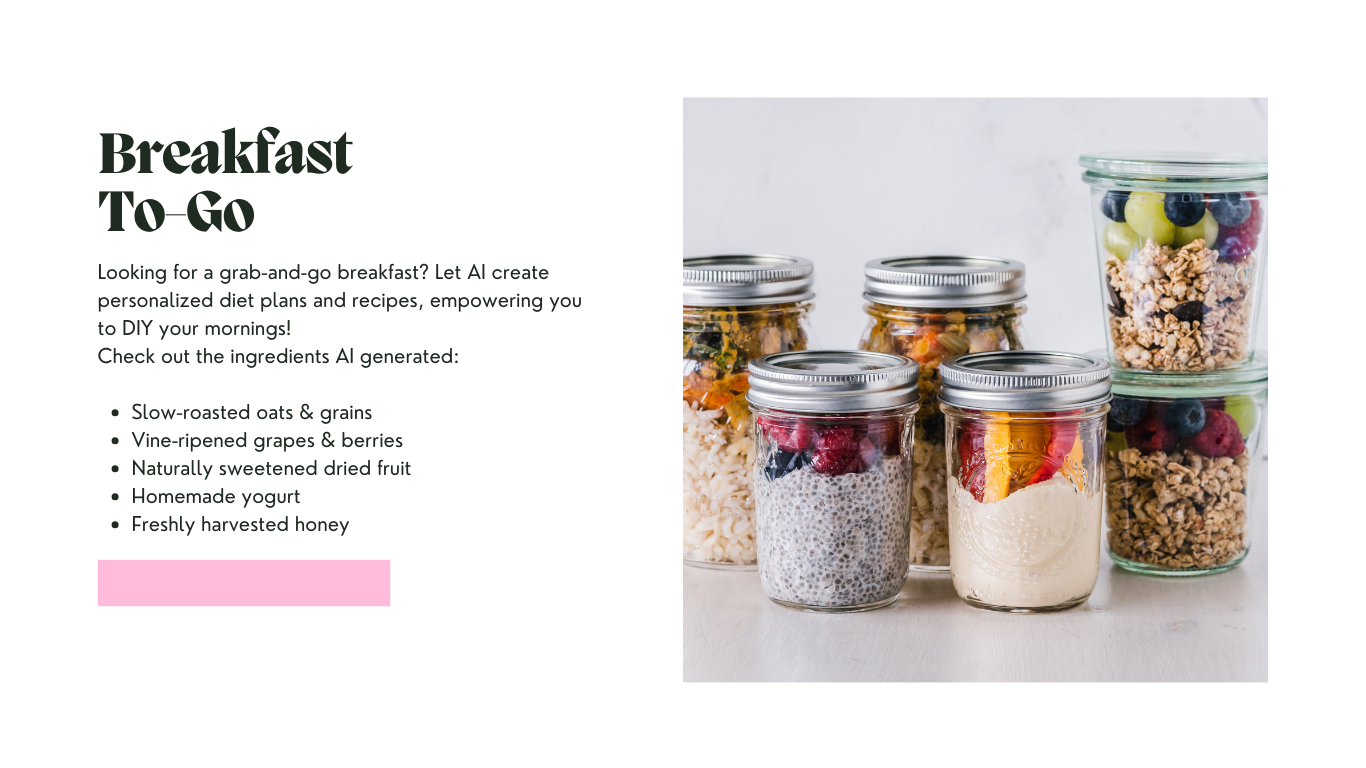 Breakfast
To-Go
Looking for a grab-and-go breakfast? Let AI create
personalized diet plans and recipes, empowering you
to DIY your mornings!
Check out the ingredients AI generated:
• Slow-roasted oats & grains
• Vine-ripened grapes & berries
• Naturally sweetened dried fruit
• Homemade yogurt
• Freshly harvested honey